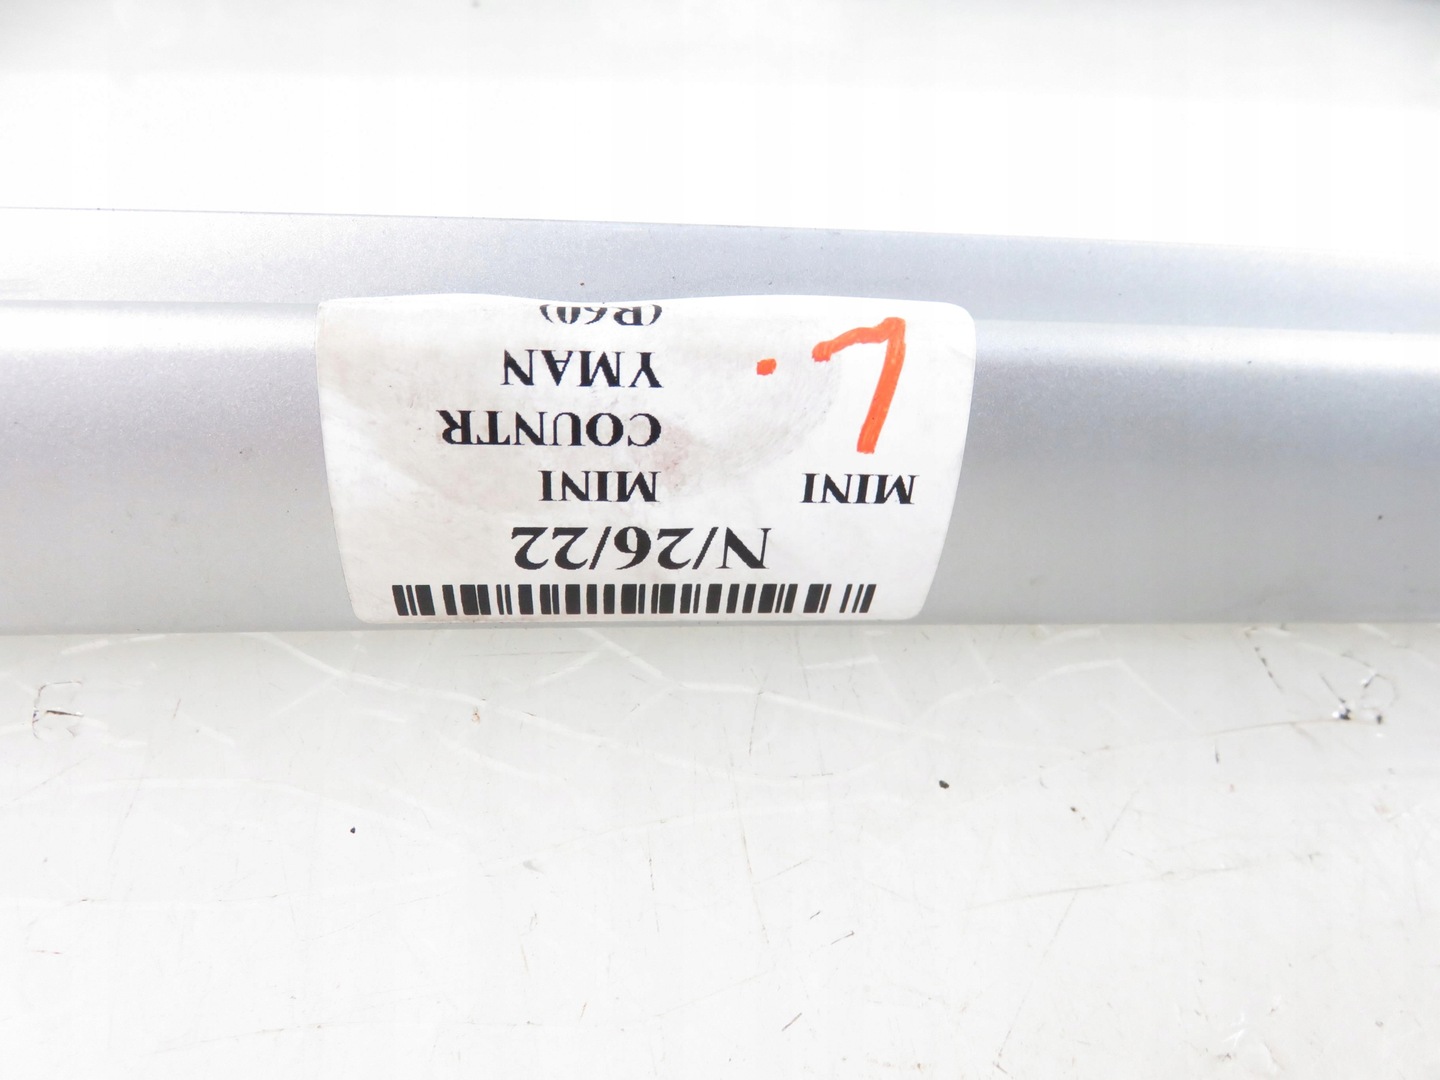 N/26/22
MINI MINI
COUNTR
YMAN
(R60)
L.